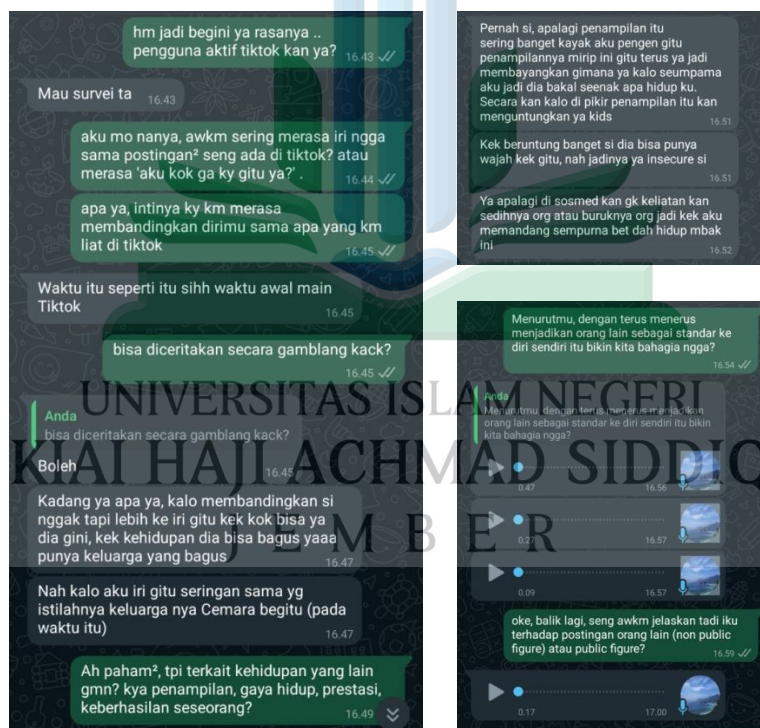 hm jadi begini ya rasanya ..
pengguna aktif tiktok kan ya? 16.43
Mau survei ta 16.43
aku mo nanya, awkm sering merasa iri ngga
sama postingan² seng ada di tiktok? atau
merasa 'aku kok ga ky gitu ya?' . 16.44
apa ya, intinya ky km merasa
membandingkan dirimu sama apa yang km
liat di tiktok 16.45
Waktu itu seperti itu sihh waktu awal main
Tiktok 16.45
bisa diceritakan secara gamblang kack?
16.45
Anda
bisa diceritakan secara gamblang kack?
Boleh 16.45
Kadang ya apa ya, kalo membandingkan si
nggak tapi lebih ke iri gitu kek kok bisa ya
dia gini, kek kehidupan dia bisa bagus yaaa
punya keluarga yang bagus 16.47
Nah kalo aku iri gitu seringan sama yg
istilahnya keluarga nya Cemara begitu (pada
waktu itu) 16.47
Ah paham², tpi terkait kehidupan yang lain
gmn? kya penampilan, gaya hidup, prestasi,
keberhasilan seseorang? 16.49
Pernah si, apalagi penampilan itu
sering banget kayak aku pengen gitu
penampilannya mirip ini gitu terus ya jadi
membayangkan gimana ya kalo seumpama
aku jadi dia bakal seenak apa hidup ku.
Secara kan kalo di pikir penampilan itu kan
menguntungkan ya kids 16.51
Kek beruntung banget si dia bisa punya
wajah kek gitu, nah jadinya ya insecure si
16.51
Ya apalagi di sosmed kan gk keliatan kan
sedihnya org atau buruknya org jadi kek aku
memandang sempurna bet dah hidup mbak
ini 16.52
Menurutmu, dengan terus menerus
menjadikan orang lain sebagai standar ke
diri sendiri itu bikin kita bahagia ngga?
16.54
Anda
Menurutmu, dengan terus menerus menjadikan
orang lain sebagai standar ke diri sendiri itu bikin
kita bahagia ngga?
0.47 16.56
0.27 16.57
0.09 16.57
oke, balik lagi, seng awkm jelaskan tadi iku
terhadap postingan orang lain (non public
figure) atau public figure? 16.59
0.17 17.00
UNIVERSITAS ISLAM NEGERI
KIAI HAJI ACHMAD SIDDIQ
JEMBER